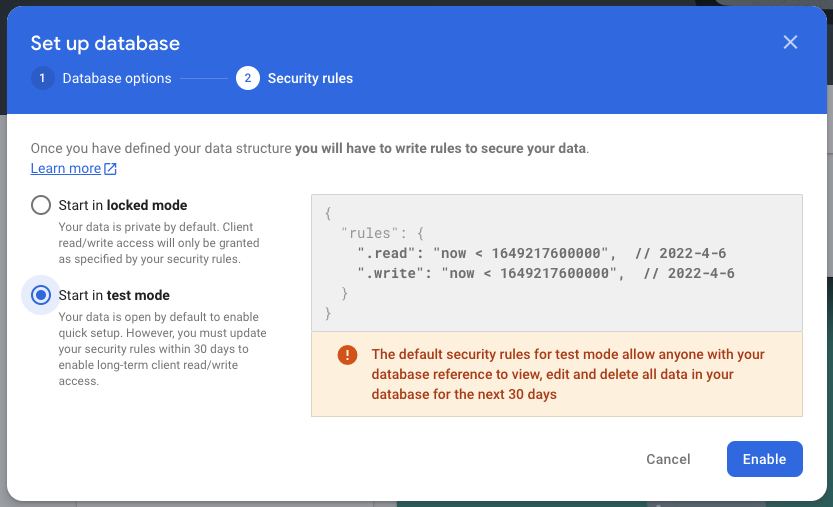 Set up database
1 Database options 2 Security rules
Once you have defined your data structure you will have to write rules to secure your data.
Learn more
Start in locked mode
Your data is private by default. Client
read/write access will only be granted
as specified by your security rules.
Start in test mode
Your data is open by default to enable
quick setup. However, you must update
your security rules within 30 days to
enable long-term client read/write
access.
{
"rules": {
".read": "now < 1649217600000",  // 2022-4-6
".write": "now < 1649217600000",  // 2022-4-6
}
}
The default security rules for test mode allow anyone with your
database reference to view, edit and delete all data in your
database for the next 30 days
Cancel Enable